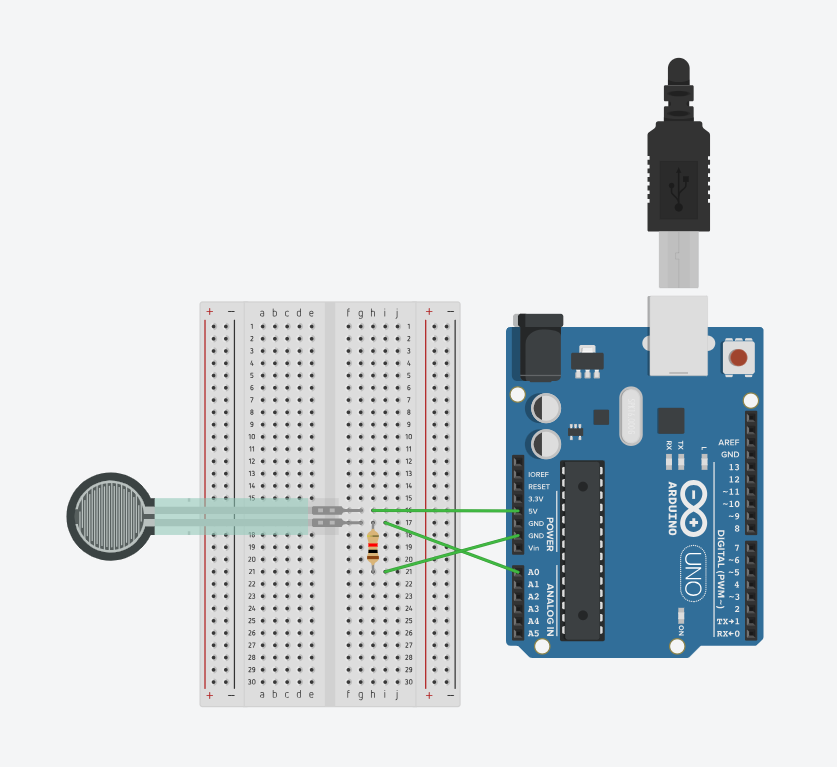 + − a b c d e f g h i j + −
1 1
2 2
3 3
4 4
5 5
6 6
7 7
8 8
9 9
10 10
11 11
12 12
13 13
14 14
15 15
16
17
18 18
19 19
20 20
21 21
22 22
23 23
24 24
25 25
26 26
27 27
28 28
29 29
30 30
+ − a b c d e f g h i j + −
IOREF
RESET
3.3V
5V
GND
GND
Vin
POWER
A0
A1
A2
A3
A4
A5
ANALOG IN
RX
TX
L
ARDUINO
UNO
ON
AREF
GND
13
12
~11
~10
~9
8
7
~6
~5
4
~3
2
TX→1
RX←0
DIGITAL (PWM~)